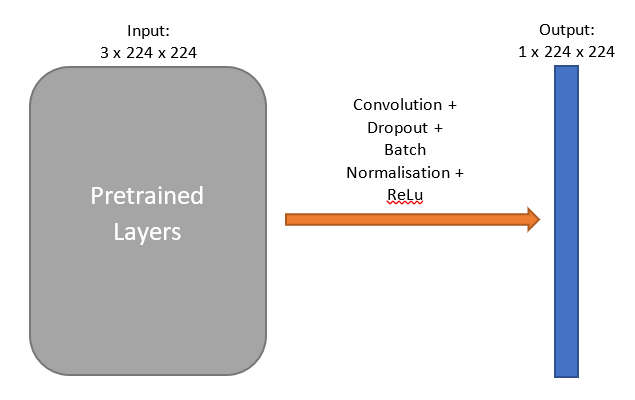 Input:
3 x 224 x 224
Pretrained
Layers
Convolution +
Dropout +
Batch
Normalisation +
ReLu
Output:
1 x 224 x 224